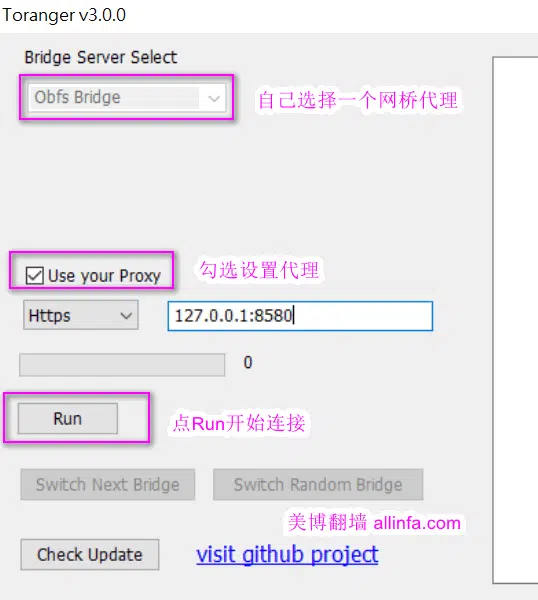 Toranger v3.0.0
Bridge Server Select
Obfs Bridge
自己选择一个网桥代理
Use your Proxy
勾选设置代理
Https
127.0.0.1:8580
0
Run
点Run开始连接
Switch Next Bridge
Switch Random Bridge
美博翻墙 allinfa.com
Check Update
visit github project